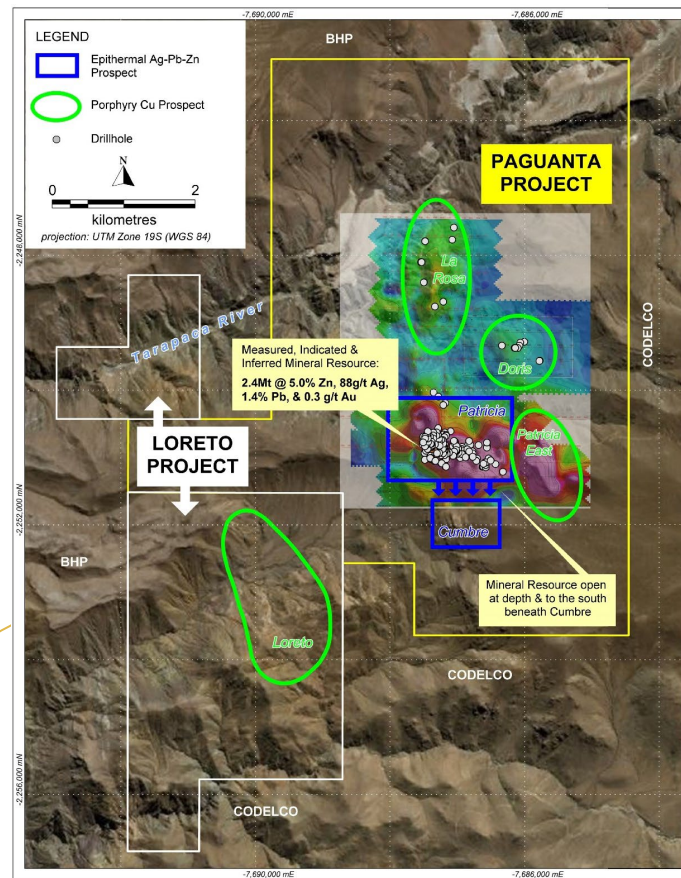 -7,690,000 mE
-7,686,000 mE
LEGEND
Epithermal Ag-Pb-Zn
Prospect
Porphyry Cu Prospect
Drillhole
N
0 2
kilometres
projection: UTM Zone 19S (WGS 84)
BHP
PAGUANTA
PROJECT
-2,248,000 mN
La
Rosa
CODELCO
Tarapaca River
Measured, Indicated &
Inferred Mineral Resource:
2.4Mt @ 5.0% Zn, 88g/t Ag,
1.4% Pb, & 0.3 g/t Au
Doris
Patricia
Patricia
East
LORETO
PROJECT
-2,252,000 mN
Cumbre
BHP
Mineral Resource open
at depth & to the south
beneath Cumbre
Loreto
CODELCO
-2,256,000 mN
CODELCO
-7,690,000 mE
-7,686,000 mE